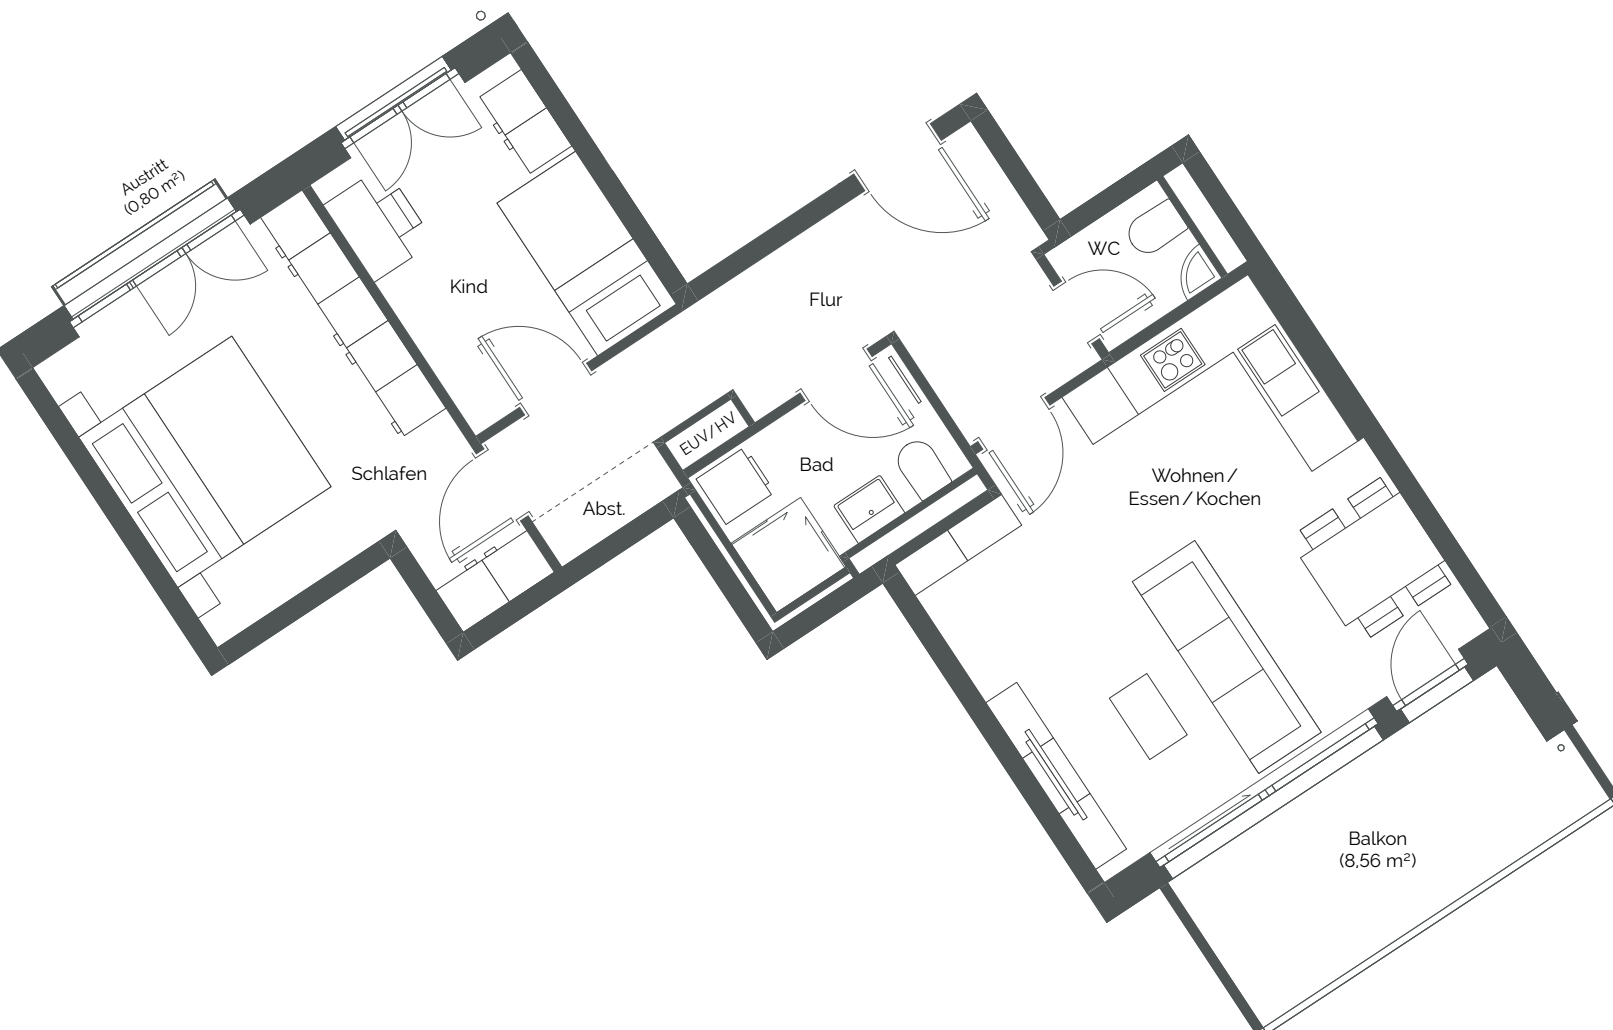 Austritt
(0,80 m²)
Kind
WC
Flur
EUV/HV
Schlafen
Bad
Abst.
Wohnen/
Essen/Kochen
Balkon
(8,56 m²)